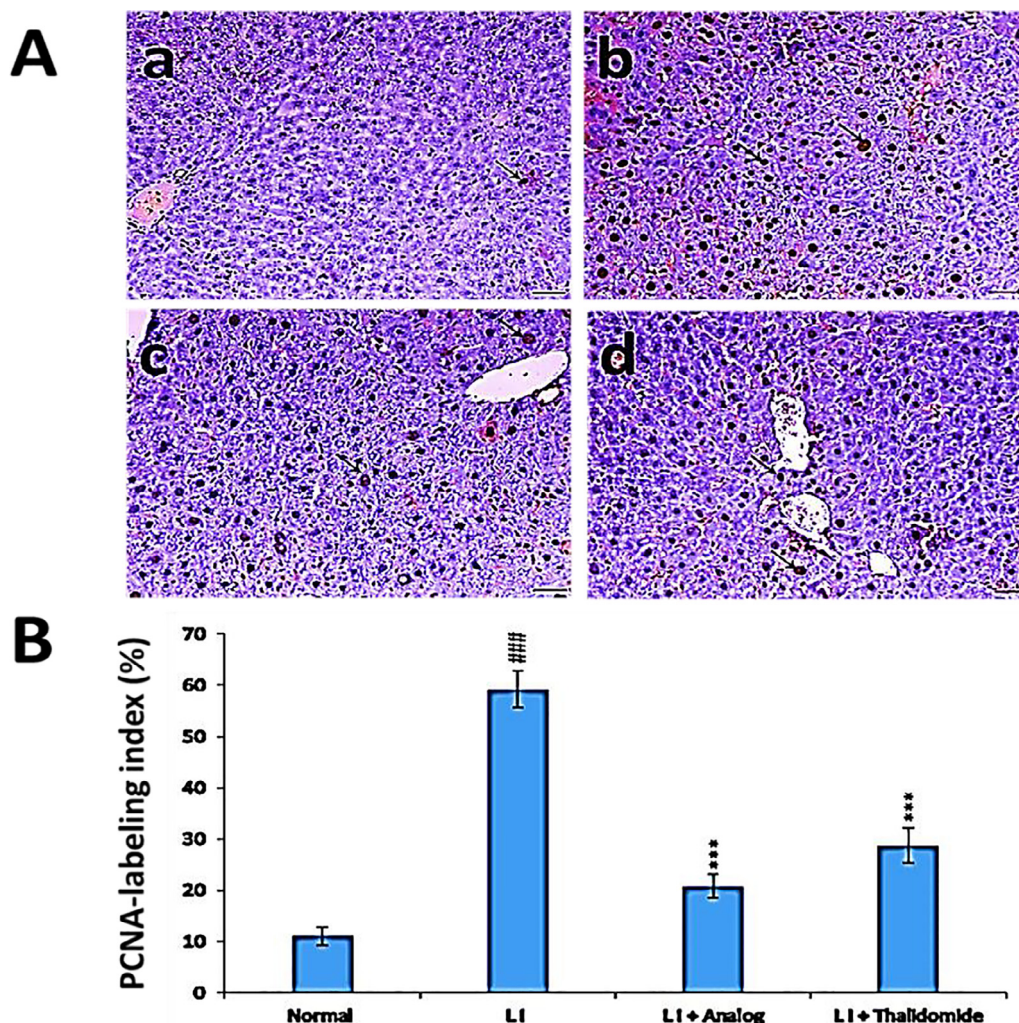 A
a
b
c
d
B
PCNA-labeling index (%)
70
60
50
40
30
20
10
0
###
***
***
Normal
LI
LI + Analog
LI + Thalidomide